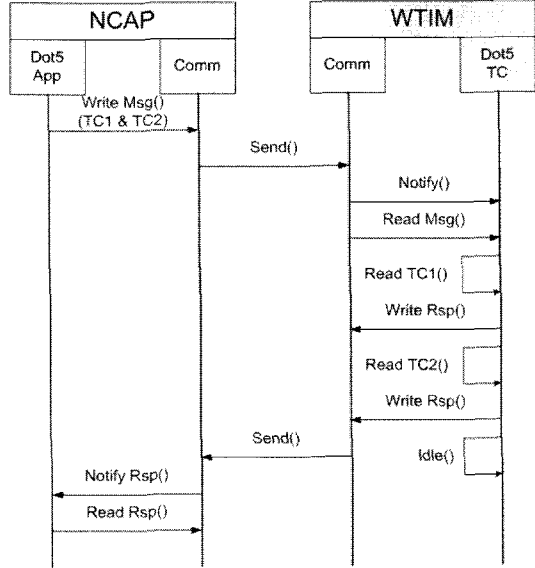 NCAP
WTIM
Dot5
App
Comm
Comm
Dot5
TC
Write Msg()
(TC1 & TC2)
Send()
Notify()
Read Msg()
Read TC1()
Write Rsp()
Read TC2()
Write Rsp()
Send()
Idle()
Notify Rsp()
Read Rsp()